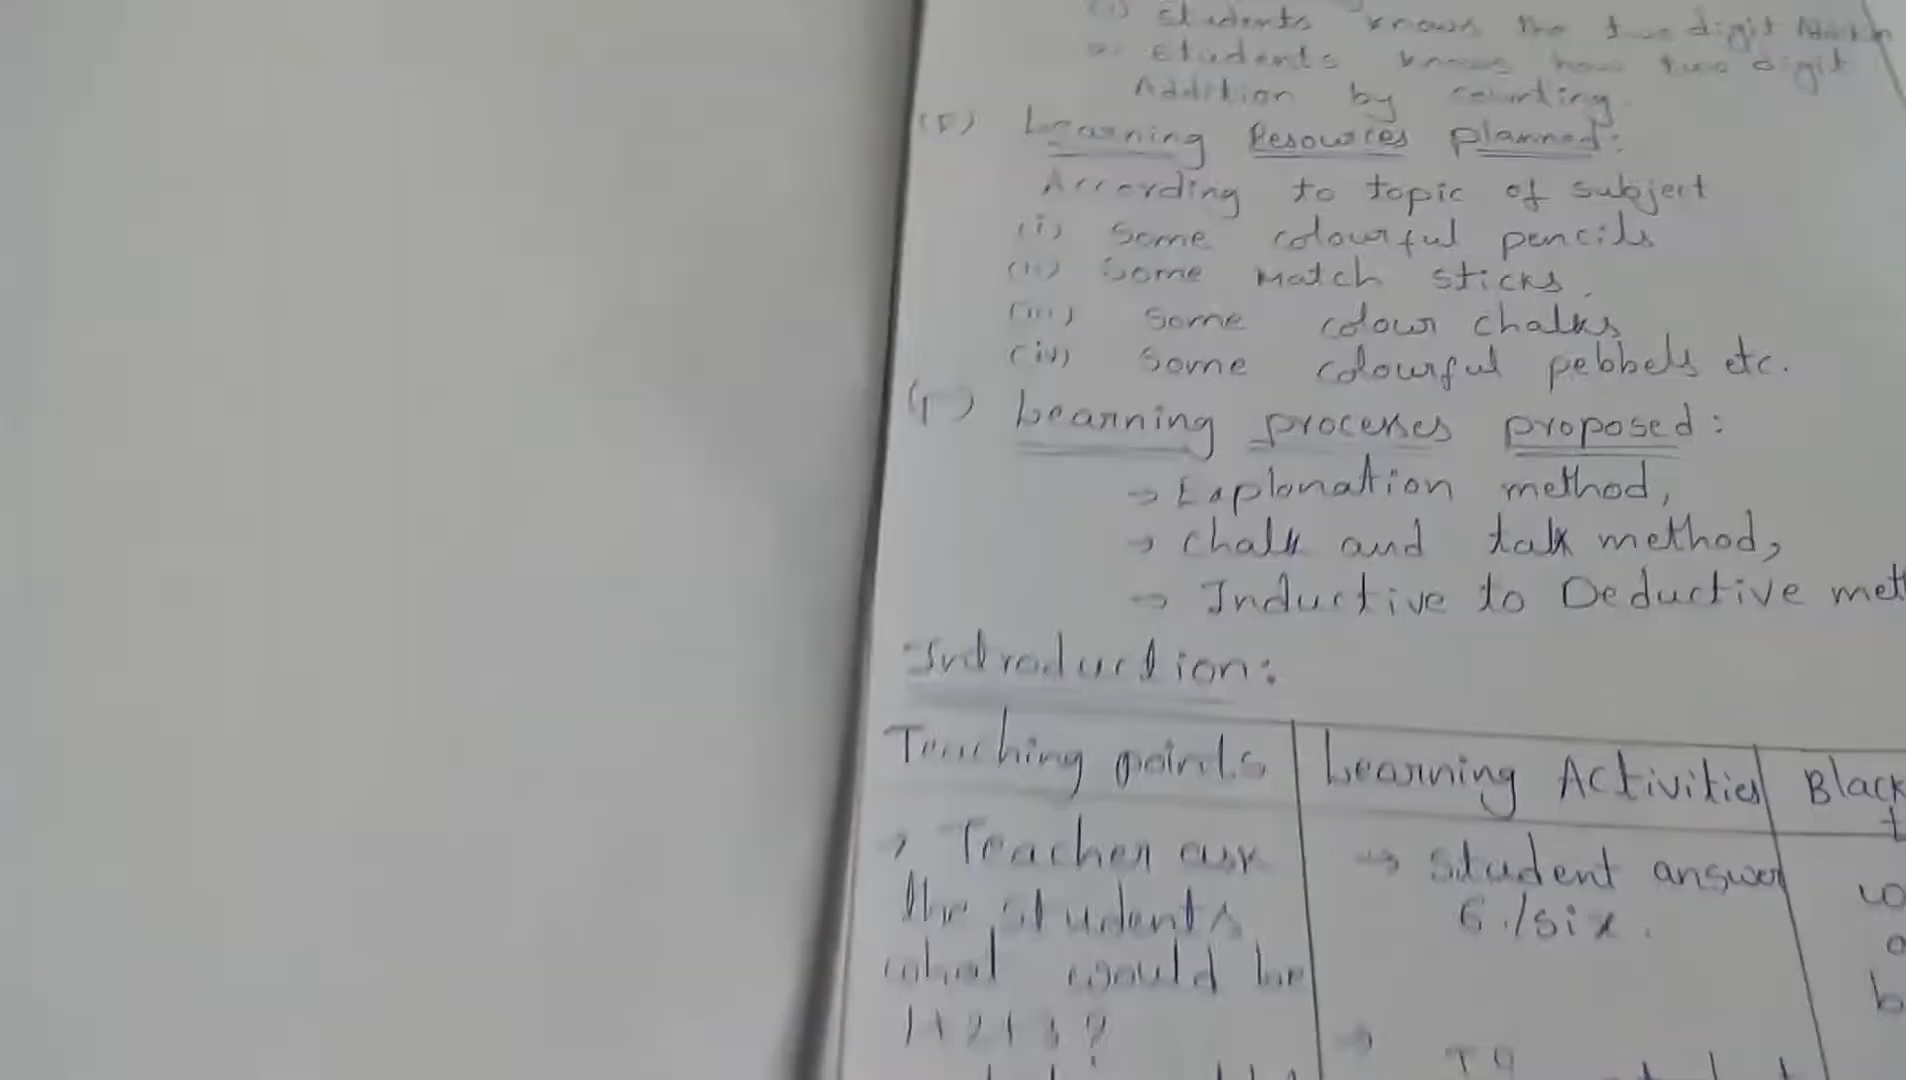 (i) students knows the two digit
students knows how two digit
Addition by counting.
(E) Learning Resources planned:
According to topic of subject
(i) some colourful pencils
(ii) some match sticks.
(iii) some colour chalks
(iv) some colourful pebbels etc.
(F) Learning processes proposed:
→ Explanation method,
→ chalk and talk method,
→ Inductive to Deductive met
Introduction:
Teaching points | Learning Activities | Black
→ Teacher ask → student answer
the students 6/six.
what would be
1+2+3?